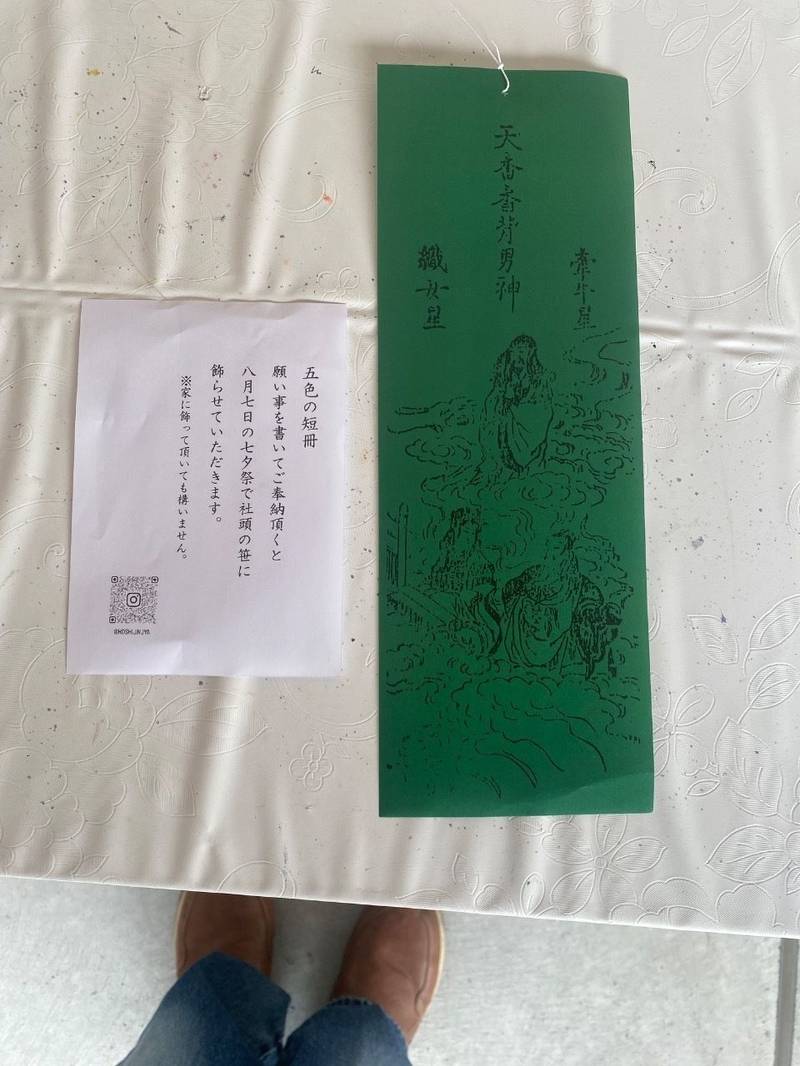 牽牛星
天香香背男神
織女星
五色の短冊
願い事を書いてご奉納頂くと
八月七日の七夕祭で社頭の笹に
飾らせていただきます。
※家に飾って頂いても構いません。